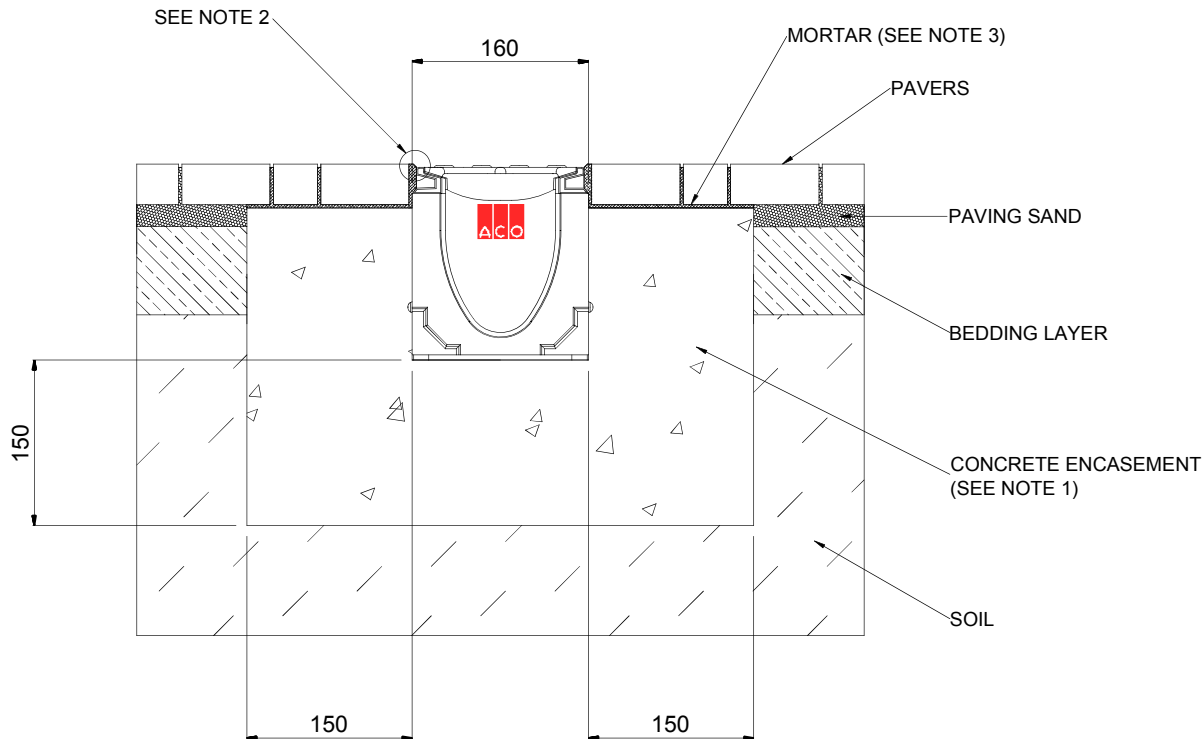 SEE NOTE 2
160
MORTAR (SEE NOTE 3)
PAVERS
ACO
PAVING SAND
BEDDING LAYER
150
CONCRETE ENCASEMENT
(SEE NOTE 1)
SOIL
150
150